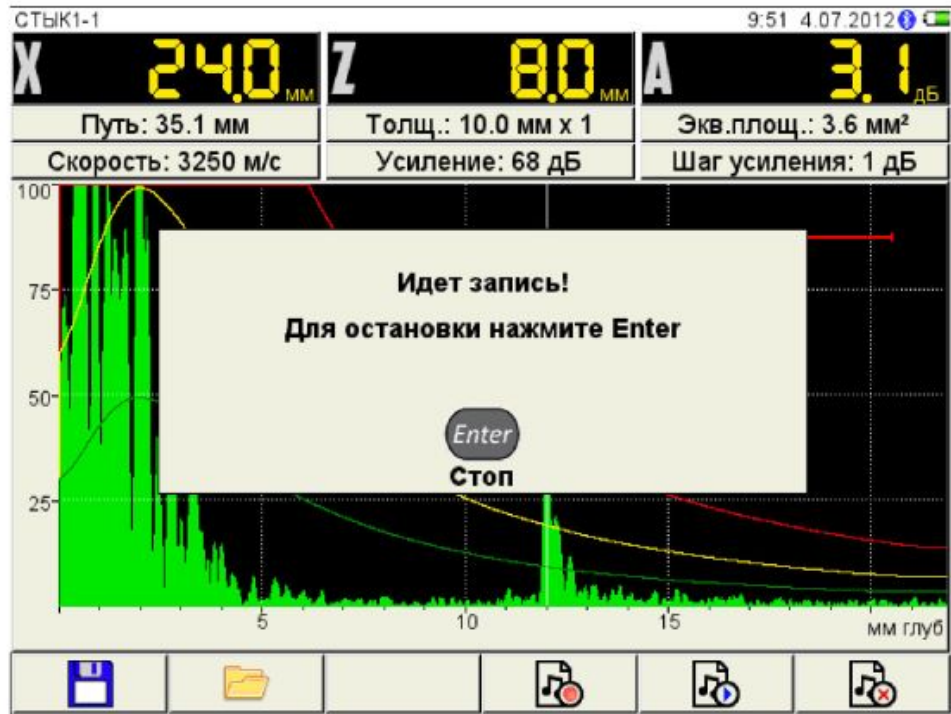 СТЫК1-1
9:51 4.07.2012
X 24.0 мм
Z 8.0 мм
A 3.1 дБ
Путь: 35.1 мм
Толщ.: 10.0 мм x 1
Экв.площ.: 3.6 мм²
Скорость: 3250 м/с
Усиление: 68 дБ
Шаг усиления: 1 дБ
100
75
50
25
Идет запись!
Для остановки нажмите Enter
Enter
Стоп
5
10
15
мм глуб